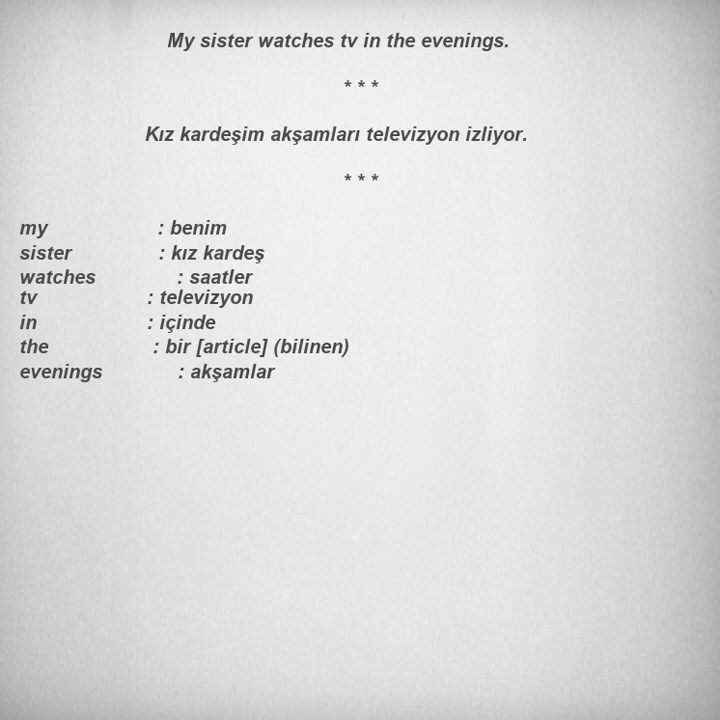 My sister watches tv in the evenings.
* * *
Kız kardeşim akşamları televizyon izliyor.
* * *
my : benim
sister : kız kardeş
watches : saatler
tv : televizyon
in : içinde
the : bir [article] (bilinen)
evenings : akşamlar